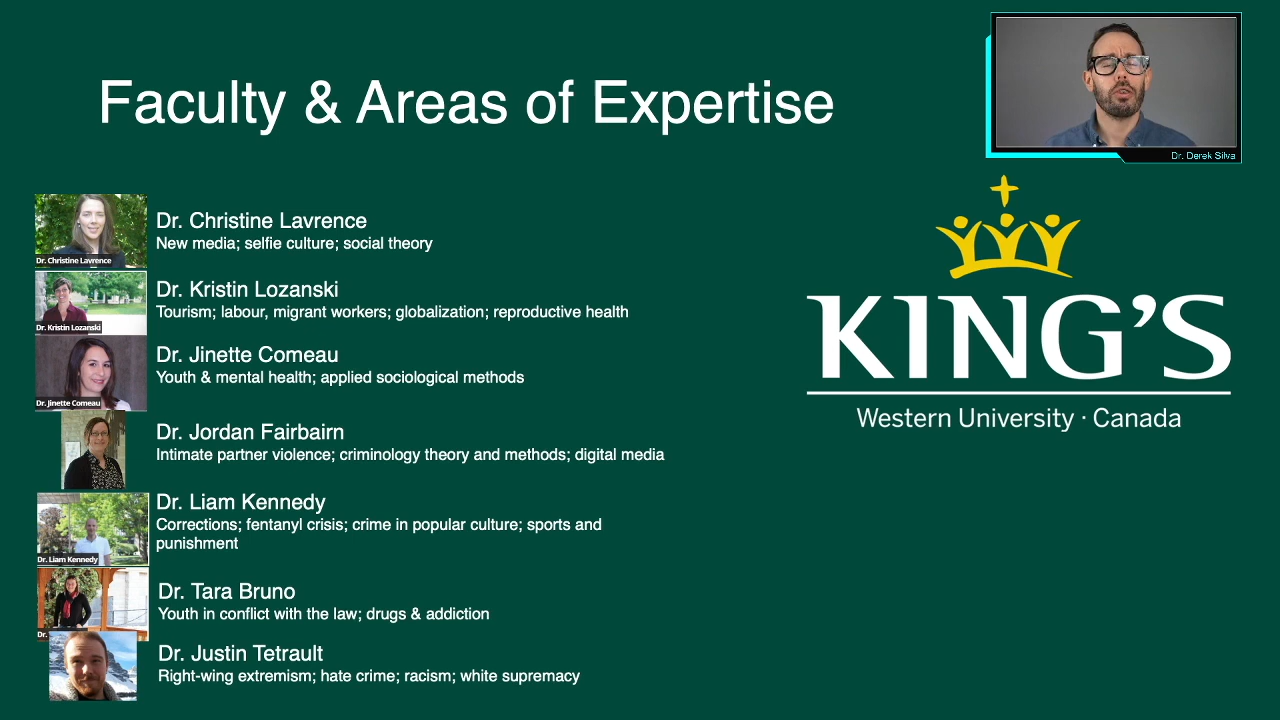 Faculty & Areas of Expertise
Dr. Derek Silva
Dr. Christine Lavrence
New media; selfie culture; social theory
Dr. Christine Lavrence
Dr. Kristin Lozanski
Tourism; labour, migrant workers; globalization; reproductive health
Dr. Kristin Lozanski
Dr. Jinette Comeau
Youth & mental health; applied sociological methods
Dr. Jinette Comeau
Dr. Jordan Fairbairn
Intimate partner violence; criminology theory and methods; digital media
Dr. Liam Kennedy
Corrections; fentanyl crisis; crime in popular culture; sports and
punishment
Dr. Liam Kennedy
Dr. Tara Bruno
Youth in conflict with the law; drugs & addiction
Dr.
Dr. Justin Tetrault
Right-wing extremism; hate crime; racism; white supremacy
KING'S
Western University · Canada